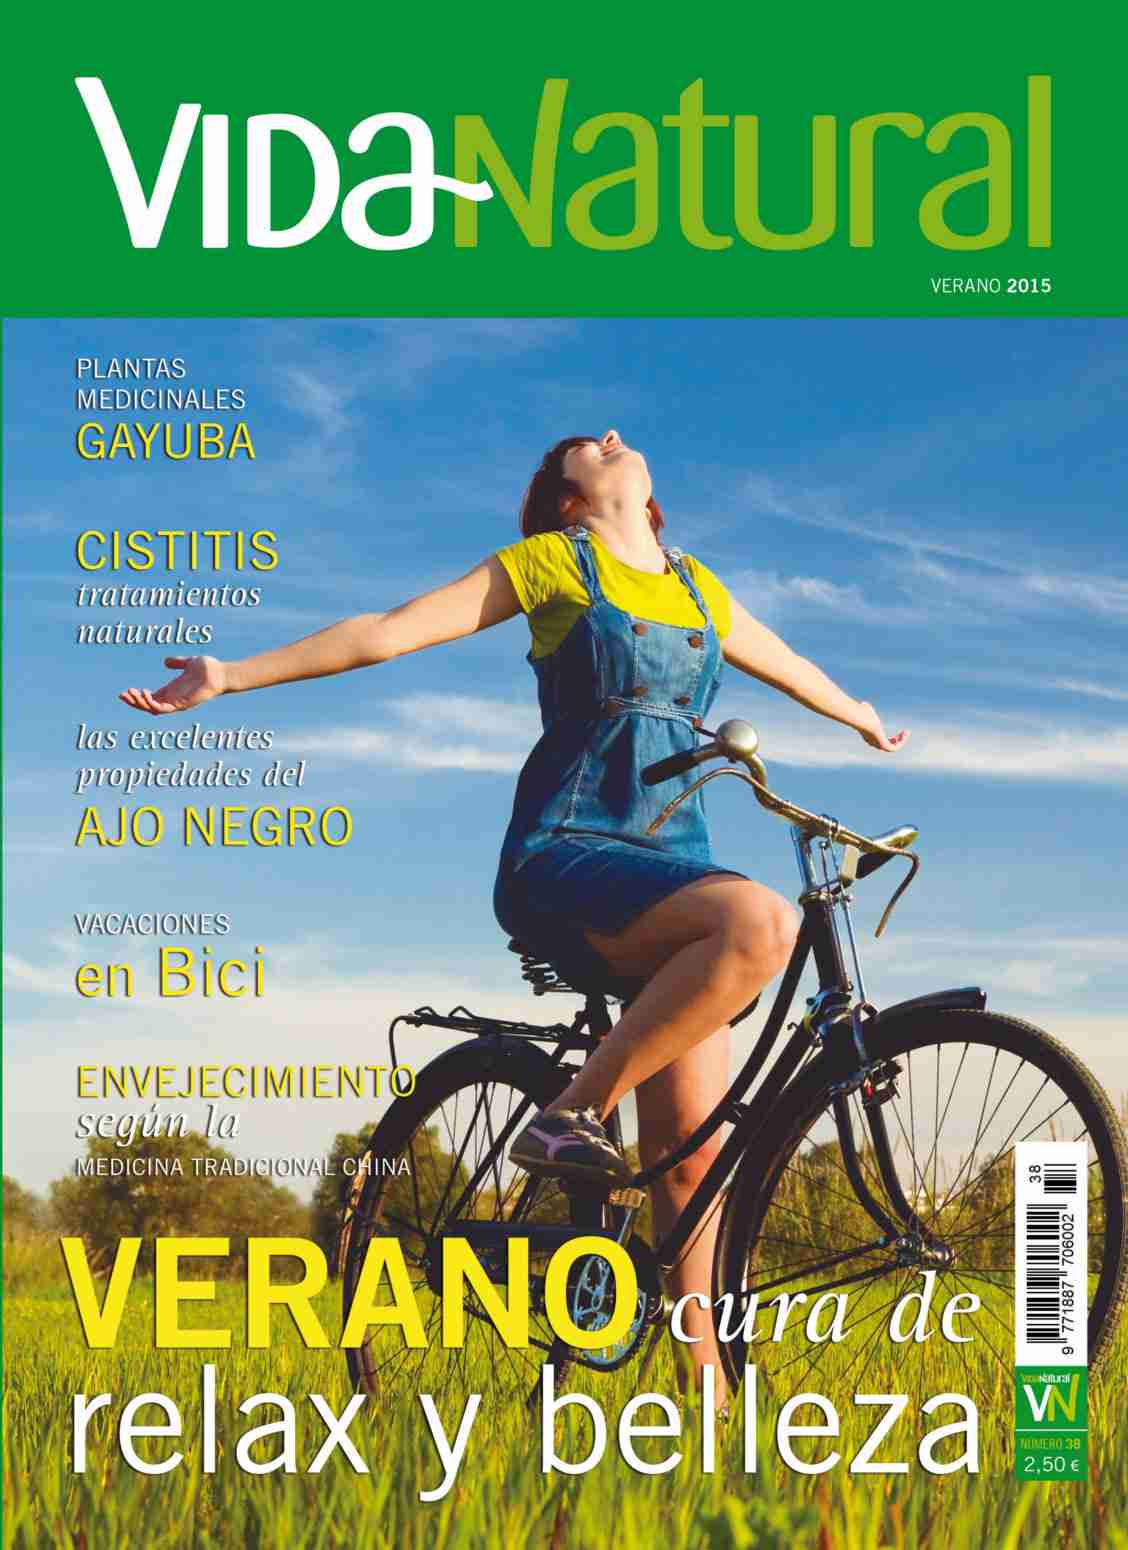 VIDANatural
VERANO 2015
PLANTAS
MEDICINALES
GAYUBA
CISTITIS
tratamientos
naturales
las excelentes
propiedades del
AJO NEGRO
VACACIONES
en Bici
ENVEJECIMIENTO
según la
MEDICINA TRADICIONAL CHINA
VERANO cura de
relax y belleza
38
9 771887 706002
VIDANatural
VN
NÚMERO 38
2,50 €